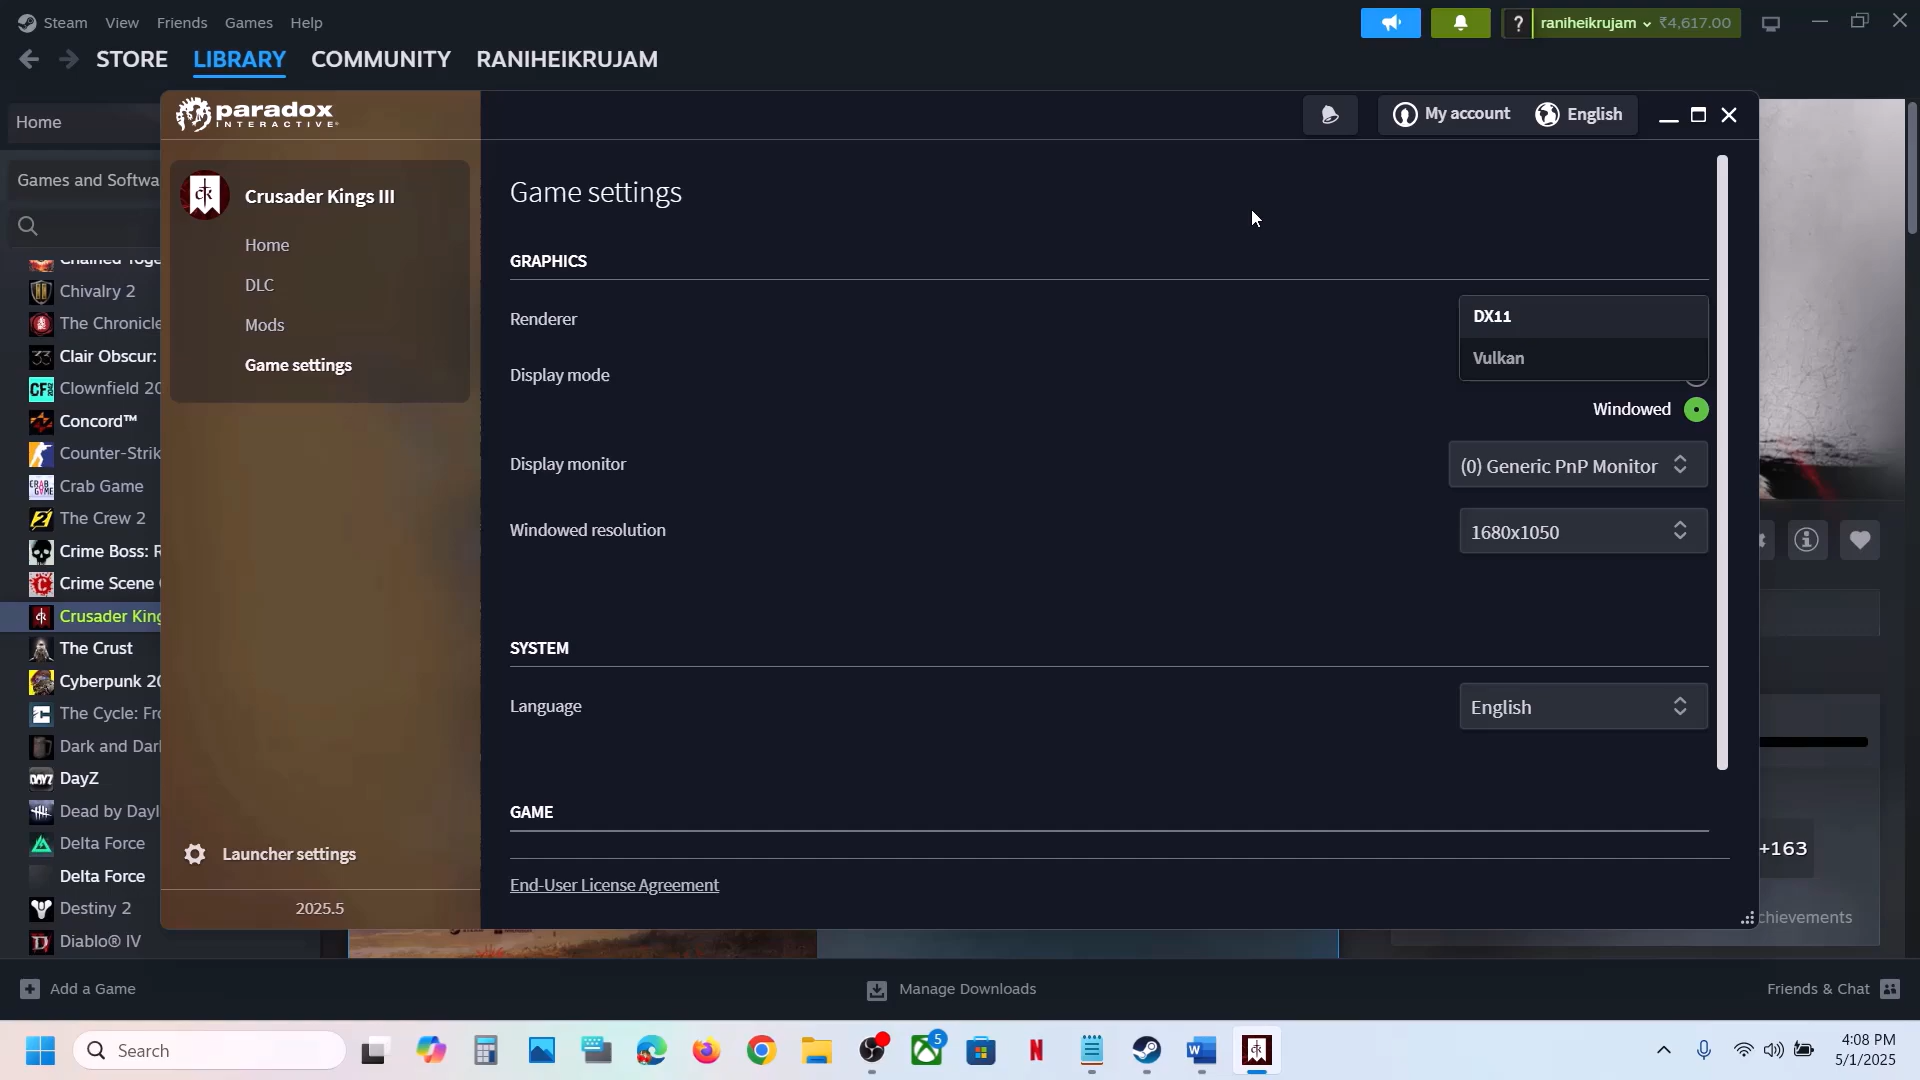 Steam View Friends Games Help
raniheikrujam ₹4,617.00
STORE LIBRARY COMMUNITY RANIHEIKRUJAM
paradox
INTERACTIVE
My account
English
Home
Games and Softwa
Crusader Kings III
Home
DLC
Mods
Game settings
Launcher settings
2025.5
Game settings
GRAPHICS
Renderer
DX11
Vulkan
Display mode
Windowed
Display monitor
(0) Generic PnP Monitor
Windowed resolution
1680x1050
SYSTEM
Language
English
GAME
End-User License Agreement
Chained Toge
Chivalry 2
The Chronicle
Clair Obscur:
Clownfield 20
Concord™
Counter-Strik
Crab Game
The Crew 2
Crime Boss: R
Crime Scene
Crusader King
The Crust
Cyberpunk 20
The Cycle: Fr
Dark and Dar
DayZ
Dead by Dayl
Delta Force
Delta Force
Destiny 2
Diablo® IV
+163
chievements
Add a Game
Manage Downloads
Friends & Chat
Search
5
4:08 PM
5/1/2025